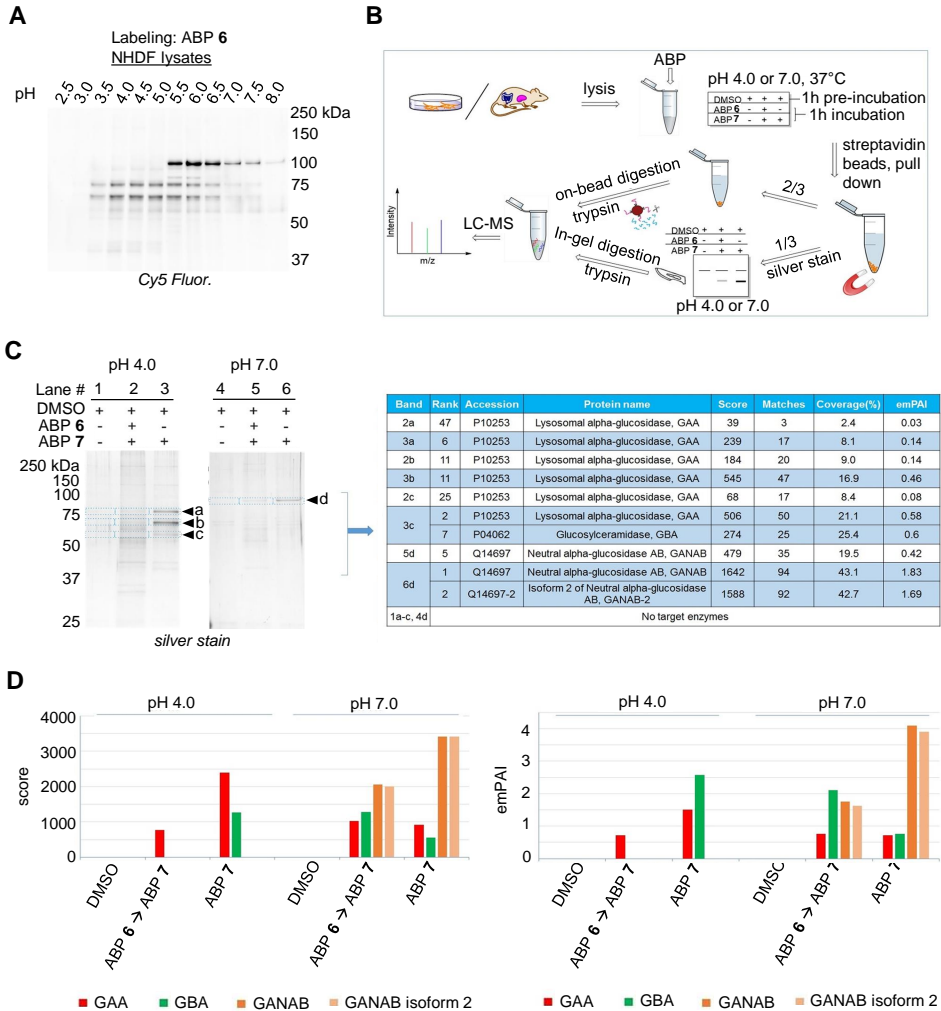 A
Labeling: ABP 6
NHDF lysates
pH
2.5 3.0 3.5 4.0 4.5 5.0 5.5 6.0 6.5 7.0 7.5 8.0
250 kDa
150
100
75
50
37
Cy5 Fluor.
B
lysis
ABP
pH 4.0 or 7.0, 37°C
DMSO + + +
ABP 6 - + -
ABP 7 - + +
1h pre-incubation
1h incubation
streptavidin
beads, pull
down
2/3
on-bead digestion
trypsin
1/3
silver stain
DMSO + + +
ABP 6 - + -
ABP 7 - + +
pH 4.0 or 7.0
In-gel digestion
trypsin
LC-MS
Intensity
m/z
C
pH 4.0 pH 7.0
Lane # 1 2 3 4 5 6
DMSO + + + + + +
ABP 6 - + - - + -
ABP 7 - + + - + +
250 kDa
150
100
75
50
37
25
a
b
c
d
silver stain
Band Rank Accession Protein name Score Matches Coverage(%) emPAI
2a 47 P10253 Lysosomal alpha-glucosidase, GAA 39 3 2.4 0.03
3a 6 P10253 Lysosomal alpha-glucosidase, GAA 239 17 8.1 0.14
2b 11 P10253 Lysosomal alpha-glucosidase, GAA 184 20 9.0 0.14
3b 11 P10253 Lysosomal alpha-glucosidase, GAA 545 47 16.9 0.46
2c 25 P10253 Lysosomal alpha-glucosidase, GAA 68 17 8.4 0.08
3c 2 P10253 Lysosomal alpha-glucosidase, GAA 506 50 21.1 0.58
7 P04062 Glucosylceramidase, GBA 274 25 25.4 0.6
5d 5 Q14697 Neutral alpha-glucosidase AB, GANAB 479 35 19.5 0.42
6d 1 Q14697 Neutral alpha-glucosidase AB, GANAB 1642 94 43.1 1.83
2 Q14697-2 Isoform 2 of Neutral alpha-glucosidase AB, GANAB-2 1588 92 42.7 1.69
1a-c, 4d No target enzymes
D
pH 4.0 pH 7.0
score
4000
3000
2000
1000
0
DMSO ABP 6 → ABP 7 ABP 7 DMSO ABP 6 → ABP 7 ABP 7
GAA GBA GANAB GANAB isoform 2
pH 4.0 pH 7.0
emPAI
4
3
2
1
0
DMSO ABP 6 → ABP 7 ABP 7 DMSO ABP 6 → ABP 7 ABP 7
GAA GBA GANAB GANAB isoform 2